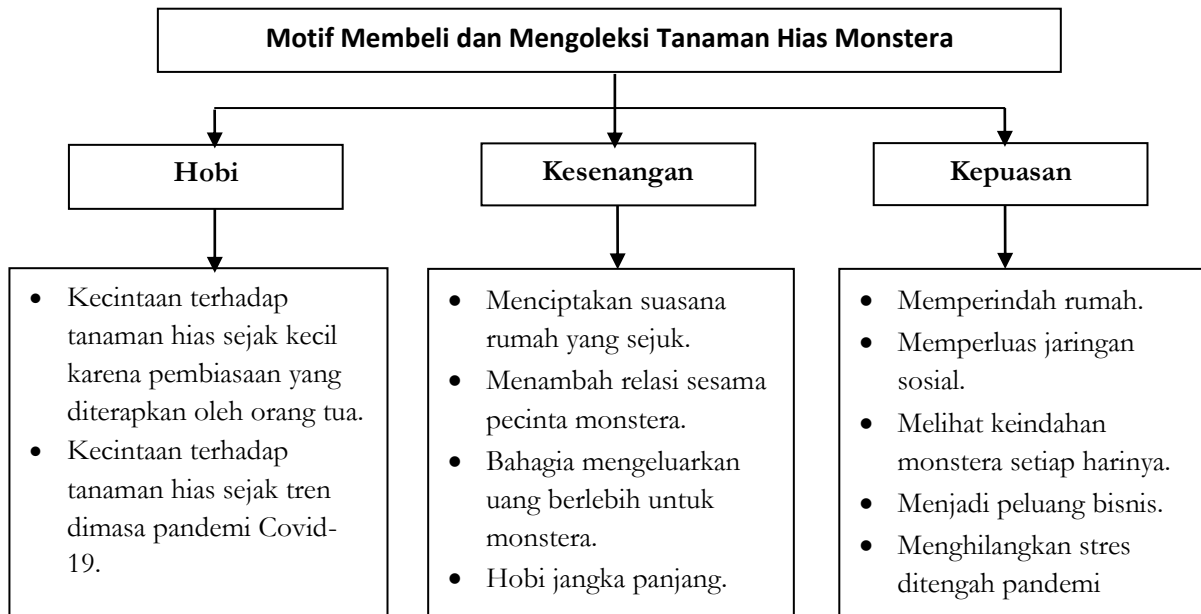 Motif Membeli dan Mengoleksi Tanaman Hias Monstera
Hobi
• Kecintaan terhadap
tanaman hias sejak kecil
karena pembiasaan yang
diterapkan oleh orang tua.
• Kecintaan terhadap
tanaman hias sejak tren
dimasa pandemi Covid-
19.
Kesenangan
• Menciptakan suasana
rumah yang sejuk.
• Menambah relasi sesama
pecinta monstera.
• Bahagia mengeluarkan
uang berlebih untuk
monstera.
• Hobi jangka panjang.
Kepuasan
• Memperindah rumah.
• Memperluas jaringan
sosial.
• Melihat keindahan
monstera setiap harinya.
• Menjadi peluang bisnis.
• Menghilangkan stres
ditengah pandemi